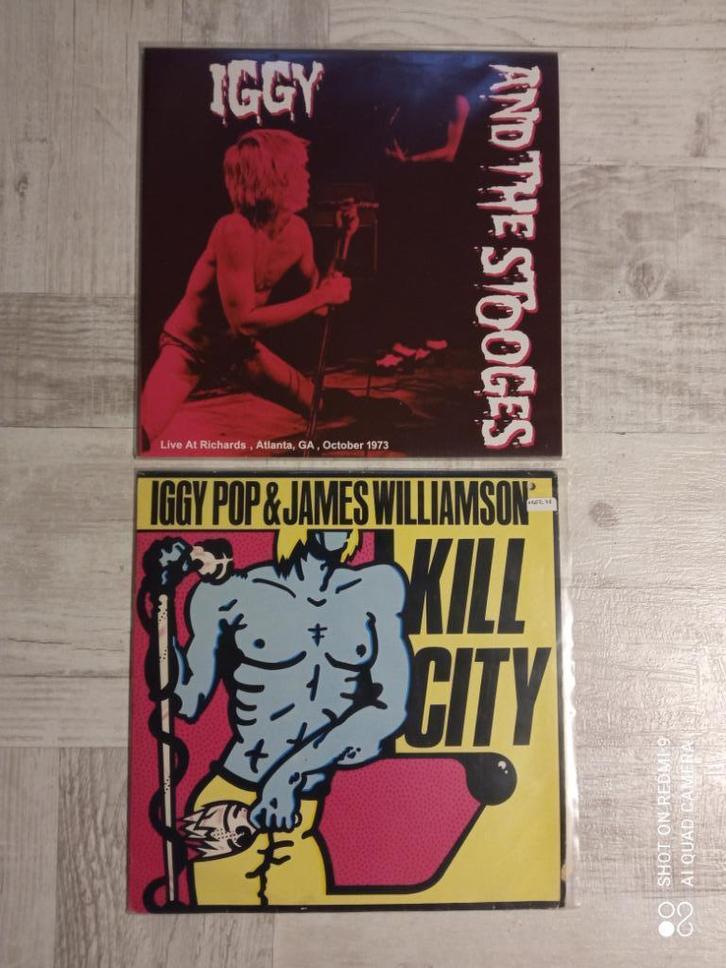 IGGY
AND THE STOOGES
Live At Richards , Atlanta, GA , October 1973
IGGY POP & JAMES WILLIAMSON
KILL
CITY
SHOT ON REDMI 9
AI QUAD CAMERA